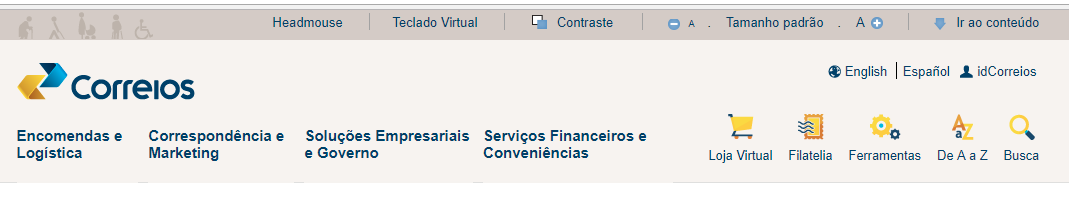 Headmouse Teclado Virtual Contraste A . Tamanho padrão . A Ir ao conteúdo
English Español idCorreios
Correios
Encomendas e
Logística
Correspondência e
Marketing
Soluções Empresariais
e Governo
Serviços Financeiros e
Conveniências
Loja Virtual Filatelia Ferramentas De A a Z Busca